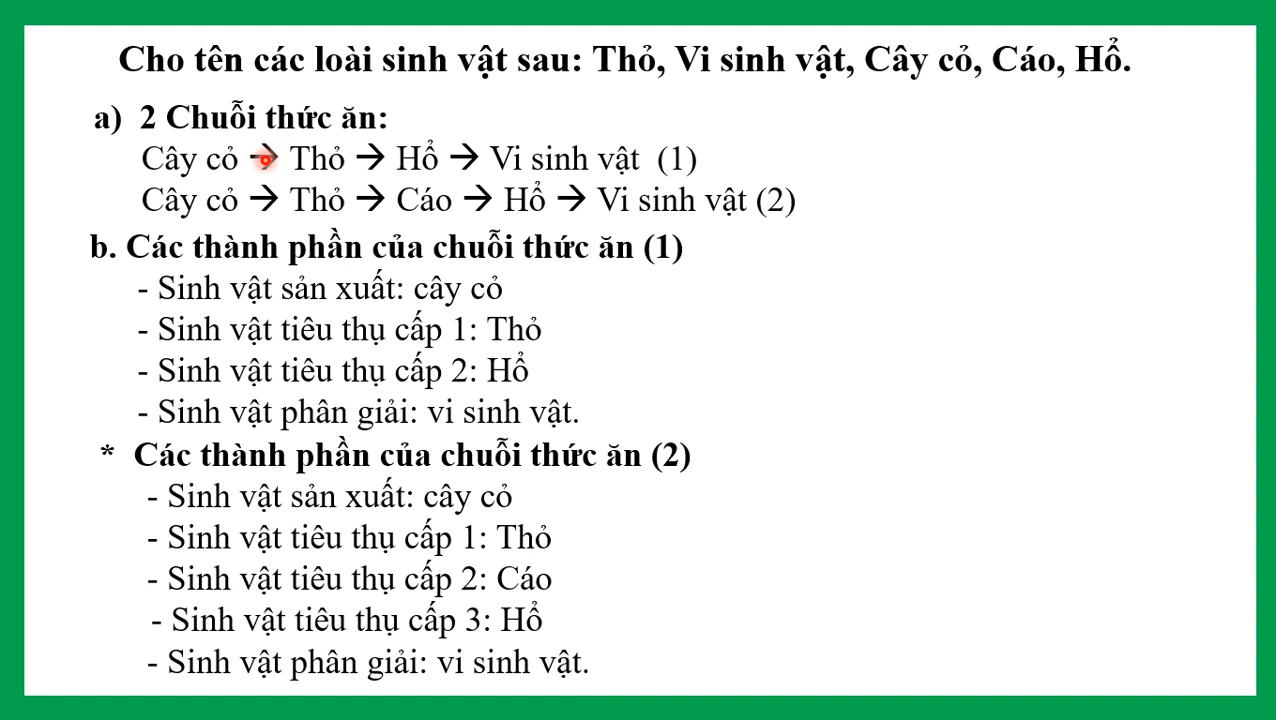 Cho tên các loài sinh vật sau: Thỏ, Vi sinh vật, Cây cỏ, Cáo, Hổ.
a) 2 Chuỗi thức ăn:
Cây cỏ → Thỏ → Hổ → Vi sinh vật (1)
Cây cỏ → Thỏ → Cáo → Hổ → Vi sinh vật (2)
b. Các thành phần của chuỗi thức ăn (1)
- Sinh vật sản xuất: cây cỏ
- Sinh vật tiêu thụ cấp 1: Thỏ
- Sinh vật tiêu thụ cấp 2: Hổ
- Sinh vật phân giải: vi sinh vật.
* Các thành phần của chuỗi thức ăn (2)
- Sinh vật sản xuất: cây cỏ
- Sinh vật tiêu thụ cấp 1: Thỏ
- Sinh vật tiêu thụ cấp 2: Cáo
- Sinh vật tiêu thụ cấp 3: Hổ
- Sinh vật phân giải: vi sinh vật.